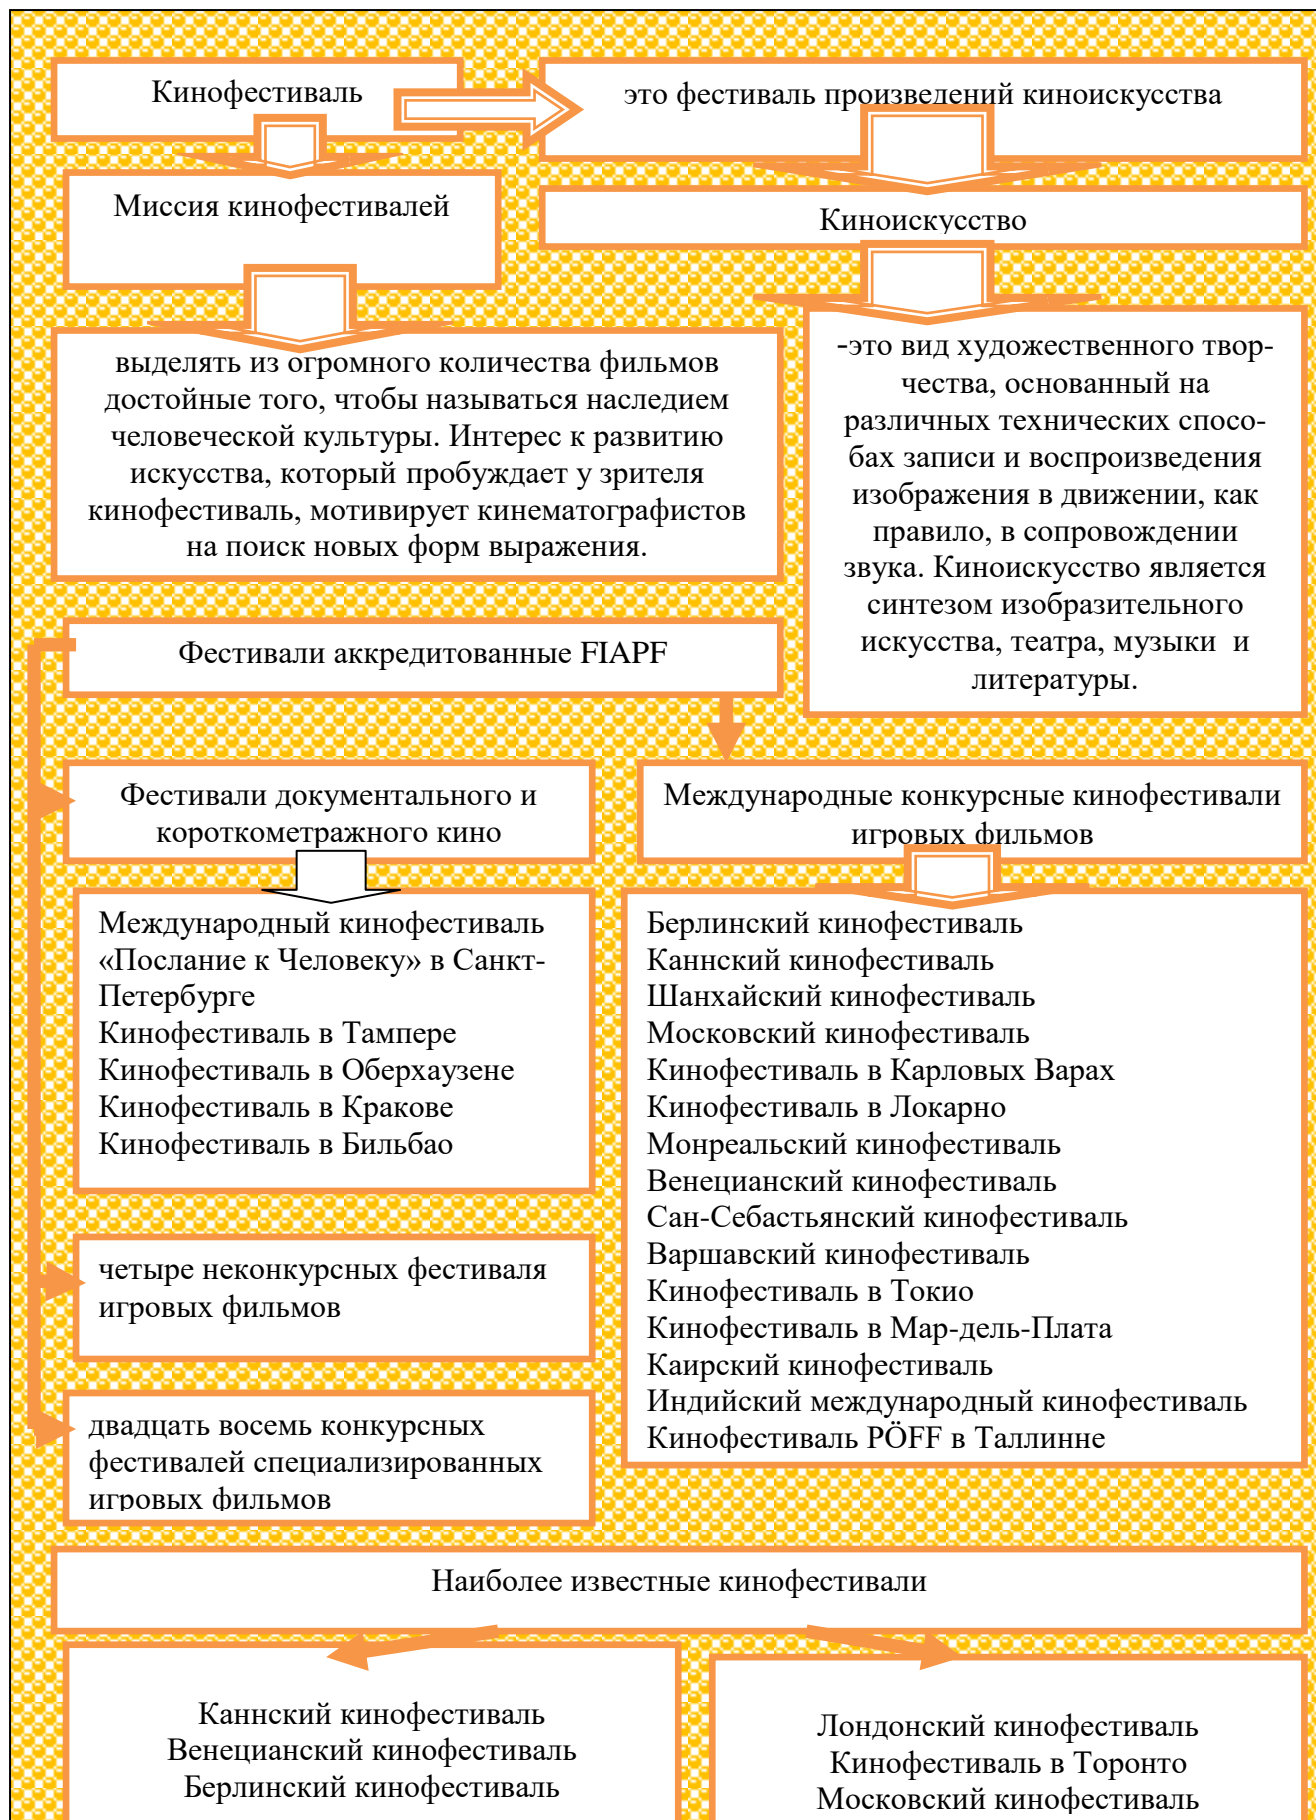 Кинофестиваль
это фестиваль произведений киноискусства
Миссия кинофестивалей
Киноискусство
выделять из огромного количества фильмов
достойные того, чтобы называться наследием
человеческой культуры. Интерес к развитию
искусства, который пробуждает у зрителя
кинофестиваль, мотивирует кинематографистов
на поиск новых форм выражения.
-это вид художественного твор-
чества, основанный на
различных технических спосо-
бах записи и воспроизведения
изображения в движении, как
правило, в сопровождении
звука. Киноискусство является
синтезом изобразительного
искусства, театра, музыки и
литературы.
Фестивали аккредитованные FIAPF
Фестивали документального и
короткометражного кино
Международные конкурсные кинофестивали
игровых фильмов
Международный кинофестиваль
«Послание к Человеку» в Санкт-
Петербурге
Кинофестиваль в Тампере
Кинофестиваль в Оберхаузене
Кинофестиваль в Кракове
Кинофестиваль в Бильбао
Берлинский кинофестиваль
Каннский кинофестиваль
Шанхайский кинофестиваль
Московский кинофестиваль
Кинофестиваль в Карловых Варах
Кинофестиваль в Локарно
Монреальский кинофестиваль
Венецианский кинофестиваль
Сан-Себастьянский кинофестиваль
Варшавский кинофестиваль
Кинофестиваль в Токио
Кинофестиваль в Мар-дель-Плата
Каирский кинофестиваль
Индийский международный кинофестиваль
Кинофестиваль PÖFF в Таллинне
четыре неконкурсных фестиваля
игровых фильмов
двадцать восемь конкурсных
фестивалей специализированных
игровых фильмов
Наиболее известные кинофестивали
Каннский кинофестиваль
Венецианский кинофестиваль
Берлинский кинофестиваль
Лондонский кинофестиваль
Кинофестиваль в Торонто
Московский кинофестиваль